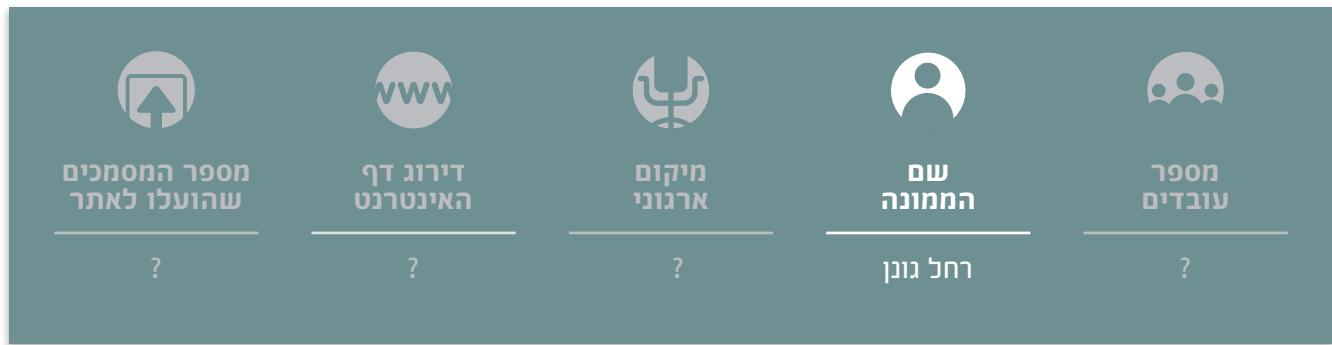 מספר
עובדים
?
שם
הממונה
רחל גונן
מיקום
ארגוני
?
www
דירוג דף
האינטרנט
?
מספר המסמכים
שהועלו לאתר
?